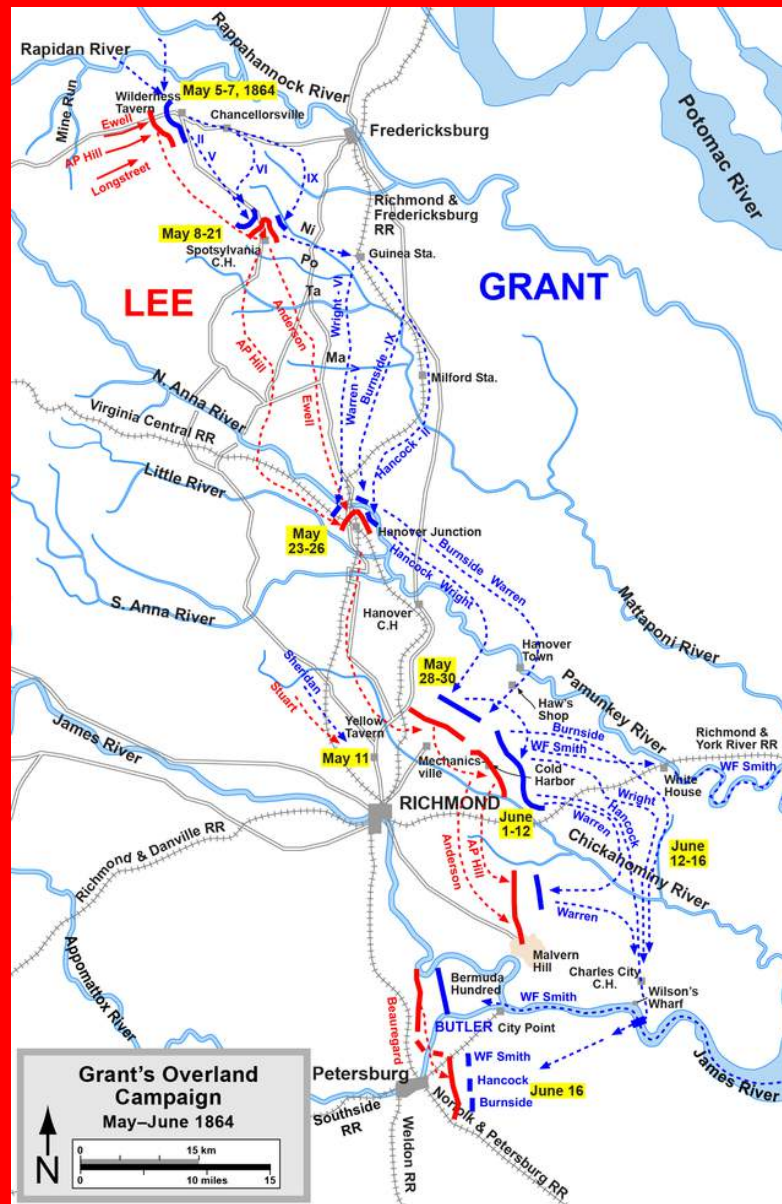 Rapidan River
Rappahannock River
Mine Run
Wilderness
Tavern
May 5-7, 1864
Chancellorsville
Fredericksburg
Potomac River
Ewell
AP Hill
Longstreet
II
V
VI
IX
Richmond &
Fredericksburg
RR
May 8-21
Spotsylvania
C.H.
Ni
Po
Ta
Ma
Guinea Sta.
LEE
GRANT
Anderson
AP Hill
Ewell
Wright - VI
Warren - V
Burnside - IX
Hancock - II
Milford Sta.
N. Anna River
Virginia Central RR
Little River
May
23-26
Hanover Junction
Burnside
Warren
Hancock
Wright
S. Anna River
Hanover
C.H
Mattaponi River
Hanover
Town
May
28-30
Haw's
Shop
Pamunkey River
Sheridan
Stuart
James River
Yellow
Tavern
May 11
Mechanics-
ville
Burnside
WF Smith
Richmond &
York River RR
Cold
Harbor
White
House
WF Smith
RICHMOND
June
1-12
Wright
Hancock
Warren
June
12-16
Chickahominy River
Richmond & Danville RR
AP Hill
Anderson
Warren
Malvern
Hill
Appomattox River
Charles City
C.H.
Bermuda
Hundred
WF Smith
Wilson's
Wharf
Beauregard
BUTLER
City Point
James River
Petersburg
WF Smith
Hancock
Burnside
June 16
Southside
RR
Weldon RR
Norfolk & Petersburg RR
Grant's Overland
Campaign
May–June 1864
N
0
15 km
0
10 miles
15